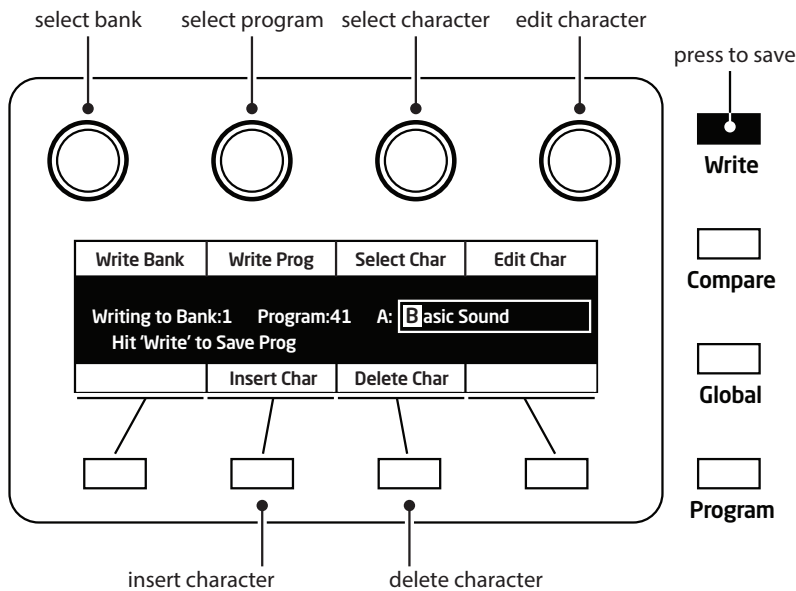 select bank select program select character edit character
press to save
Write
Write Bank Write Prog Select Char Edit Char
Compare
Writing to Bank:1 Program:41 A: Basic Sound
Hit 'Write' to Save Prog
Insert Char Delete Char
Global
Program
insert character delete character